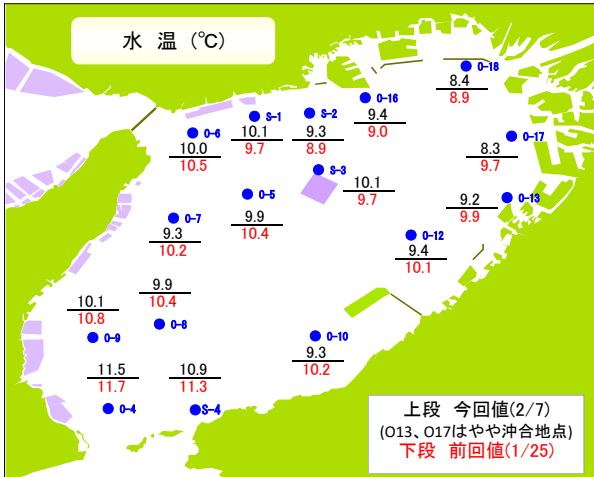 水 温 (℃)
O-18
8.4
8.9
O-16
9.4
9.0
S-2
9.3
8.9
S-1
10.1
9.7
O-6
10.0
10.5
O-17
8.3
9.7
S-3
10.1
9.7
O-5
9.9
10.4
O-13
9.2
9.9
O-7
9.3
10.2
O-12
9.4
10.1
9.9
10.4
O-8
10.1
10.8
O-9
O-10
9.3
10.2
11.5
11.7
O-4
10.9
11.3
S-4
上段 今回値(2/7)
(O13、O17はやや沖合地点)
下段 前回値(1/25)